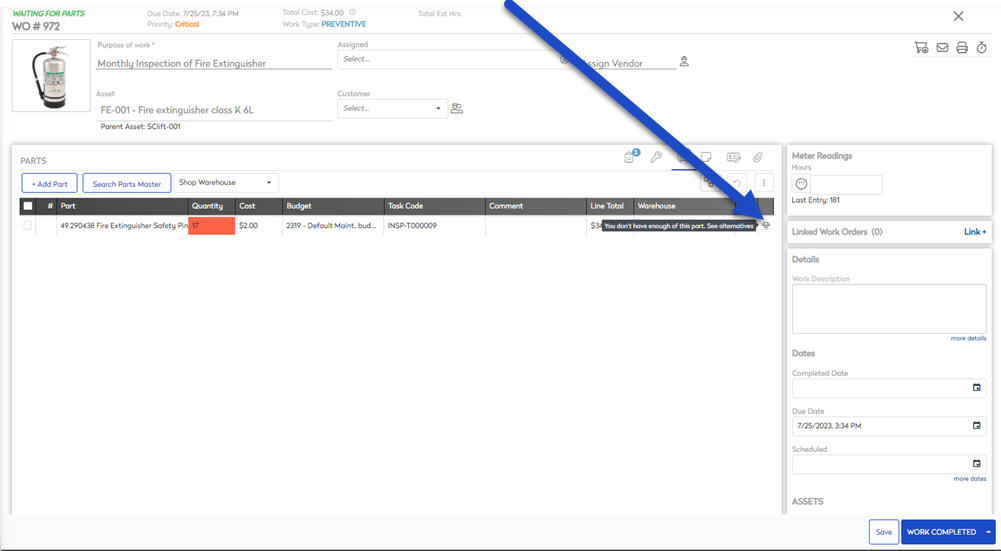 WAITING FOR PARTS
WO # 972
Due Date: 7/25/23, 7:34 PM
Priority: Critical
Total Cost: $34.00
Work Type: PREVENTIVE
Total Est Hrs:
Purpose of work *
Monthly Inspection of Fire Extinguisher
Assigned
Select...
Assign Vendor
Asset
FE-001 - Fire extinguisher class K 6L
Parent Asset: SClift-001
Customer
Select...
PARTS
1
+ Add Part
Search Parts Master
Shop Warehouse
# Part Quantity Cost Budget Task Code Comment Line Total Warehouse
49.290438 Fire Extinguisher Safety Pin 17 $2.00 2319 - Default Maint. bud... INSP-T000009
You don't have enough of this part. See alternatives
Meter Readings
Hours
Last Entry: 181
Linked Work Orders (0) Link +
Details
Work Description
more details
Dates
Completed Date
Due Date
7/25/2023, 3:34 PM
Scheduled
more dates
ASSETS
Save
WORK COMPLETED